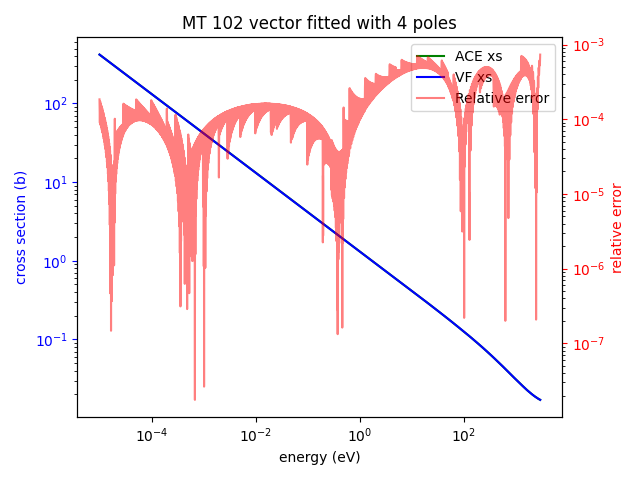 MT 102 vector fitted with 4 poles
ACE xs
VF xs
Relative error
cross section (b)
10^2
10^1
10^0
10^-1
relative error
10^-3
10^-4
10^-5
10^-6
10^-7
10^-4 10^-2 10^0 10^2
energy (eV)